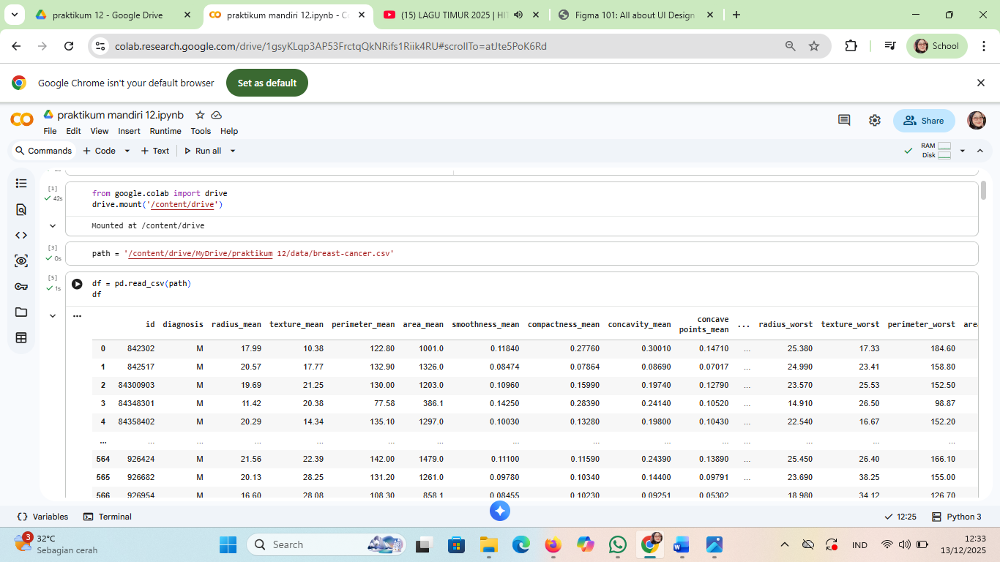 praktikum 12 - Google Drive
praktikum mandiri 12.ipynb - C
(15) LAGU TIMUR 2025 | HI
Figma 101: All about UI Design
colab.research.google.com/drive/1gsyKLqp3AP53FrctqQkNRifs1Riik4RU#scrollTo=atJte5PoK6Rd
School
Google Chrome isn't your default browser
Set as default
praktikum mandiri 12.ipynb
Share
File Edit View Insert Runtime Tools Help
Commands + Code + Text Run all
RAM
Disk
[1]
42s
from google.colab import drive
drive.mount('/content/drive')
Mounted at /content/drive
[3]
0s
path = '/content/drive/MyDrive/praktikum 12/data/breast-cancer.csv'
[5]
1s
df = pd.read_csv(path)
df
...
id diagnosis radius_mean texture_mean perimeter_mean area_mean smoothness_mean compactness_mean concavity_mean concave points_mean ... radius_worst texture_worst perimeter_worst area
0 842302 M 17.99 10.38 122.80 1001.0 0.11840 0.27760 0.30010 0.14710 ... 25.380 17.33 184.60
1 842517 M 20.57 17.77 132.90 1326.0 0.08474 0.07864 0.08690 0.07017 ... 24.990 23.41 158.80
2 84300903 M 19.69 21.25 130.00 1203.0 0.10960 0.15990 0.19740 0.12790 ... 23.570 25.53 152.50
3 84348301 M 11.42 20.38 77.58 386.1 0.14250 0.28390 0.24140 0.10520 ... 14.910 26.50 98.87
4 84358402 M 20.29 14.34 135.10 1297.0 0.10030 0.13280 0.19800 0.10430 ... 22.540 16.67 152.20
... ... ... ... ... ... ... ... ... ... ... ... ... ... ...
564 926424 M 21.56 22.39 142.00 1479.0 0.11100 0.11590 0.24390 0.13890 ... 25.450 26.40 166.10
565 926682 M 20.13 28.25 131.20 1261.0 0.09780 0.10340 0.14400 0.09791 ... 23.690 38.25 155.00
566 926954 M 16.60 28.08 108.30 858.1 0.08455 0.10230 0.09251 0.05302 ... 18.980 34.12 126.70
Variables Terminal
12:25 Python 3
3
32°C
Sebagian cerah
Search
IND
12:33
13/12/2025